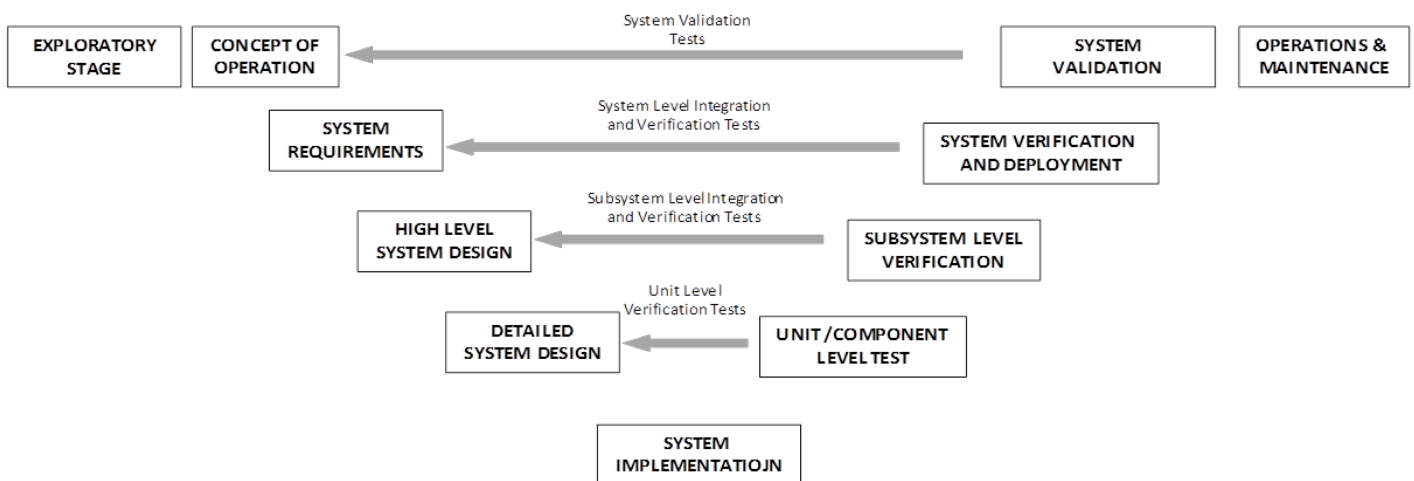 System Validation
Tests
EXPLORATORY
STAGE
CONCEPT OF
OPERATION
SYSTEM
VALIDATION
OPERATIONS &
MAINTENANCE
System Level Integration
and Verification Tests
SYSTEM
REQUIREMENTS
SYSTEM VERIFICATION
AND DEPLOYMENT
Subsystem Level Integration
and Verification Tests
HIGH LEVEL
SYSTEM DESIGN
SUBSYSTEM LEVEL
VERIFICATION
Unit Level
Verification Tests
DETAILED
SYSTEM DESIGN
UNIT /COMPONENT
LEVEL TEST
SYSTEM
IMPLEMENTATIOJN